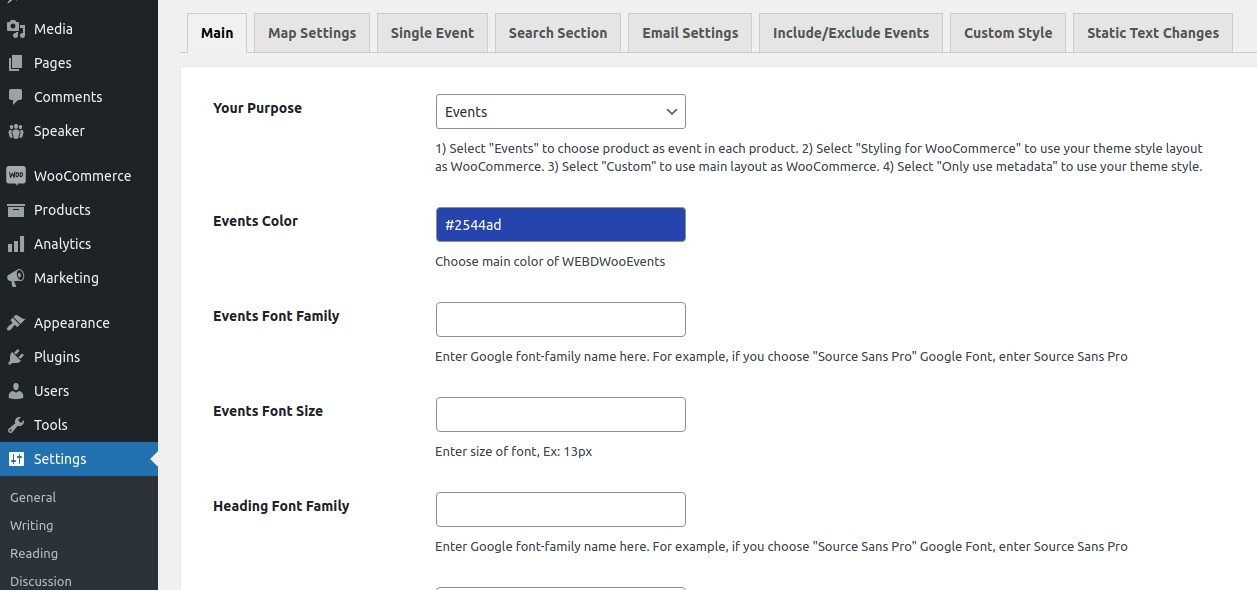 Media
Pages
Comments
Speaker
WooCommerce
Products
Analytics
Marketing
Appearance
Plugins
Users
Tools
Settings
General
Writing
Reading
Discussion
Main
Map Settings
Single Event
Search Section
Email Settings
Include/Exclude Events
Custom Style
Static Text Changes
Your Purpose
Events
1) Select "Events" to choose product as event in each product. 2) Select "Styling for WooCommerce" to use your theme style layout
as WooCommerce. 3) Select "Custom" to use main layout as WooCommerce. 4) Select "Only use metadata" to use your theme style.
Events Color
#2544ad
Choose main color of WEBDWooEvents
Events Font Family
Enter Google font-family name here. For example, if you choose "Source Sans Pro" Google Font, enter Source Sans Pro
Events Font Size
Enter size of font, Ex: 13px
Heading Font Family
Enter Google font-family name here. For example, if you choose "Source Sans Pro" Google Font, enter Source Sans Pro